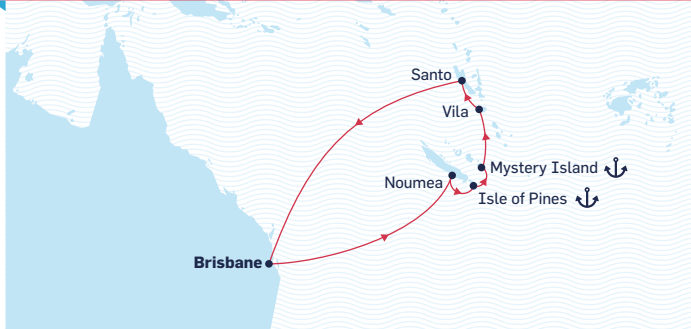 Santo
Vila
Mystery Island
Noumea
Isle of Pines
Brisbane